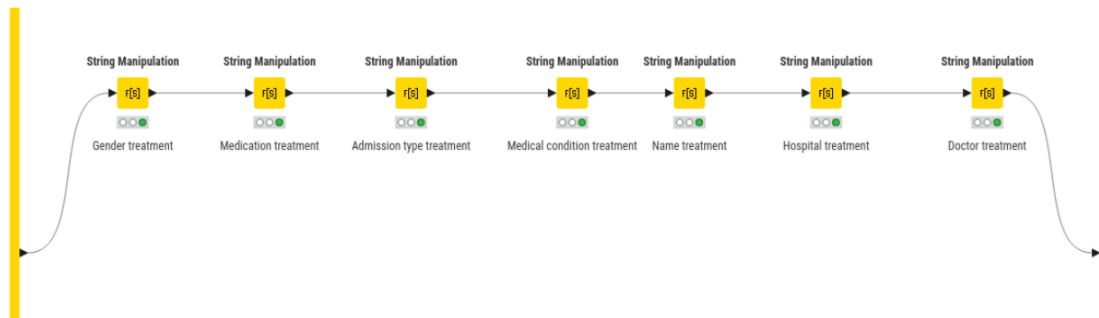 String Manipulation String Manipulation String Manipulation String Manipulation String Manipulation String Manipulation String Manipulation
F[S] F[S] F[S] F[S] F[S] F[S] F[S]
Gender treatment Medication treatment Admission type treatment Medical condition treatment Name treatment Hospital treatment Doctor treatment